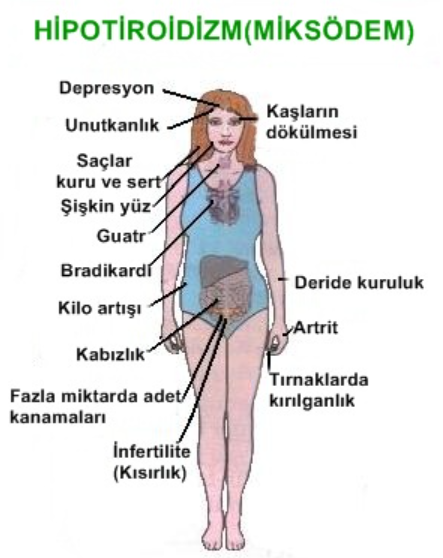 HİPOTİROİDİZM(MİKSÖDEM)
Depresyon
Unutkanlık
Kaşların
dökülmesi
Saçlar
kuru ve sert
Şişkin yüz
Guatr
Bradikardi
Deride kuruluk
Kilo artışı
Artrit
Kabızlık
Tırnaklarda
kırılganlık
Fazla miktarda adet
kanamaları
İnfertilite
(Kısırlık)